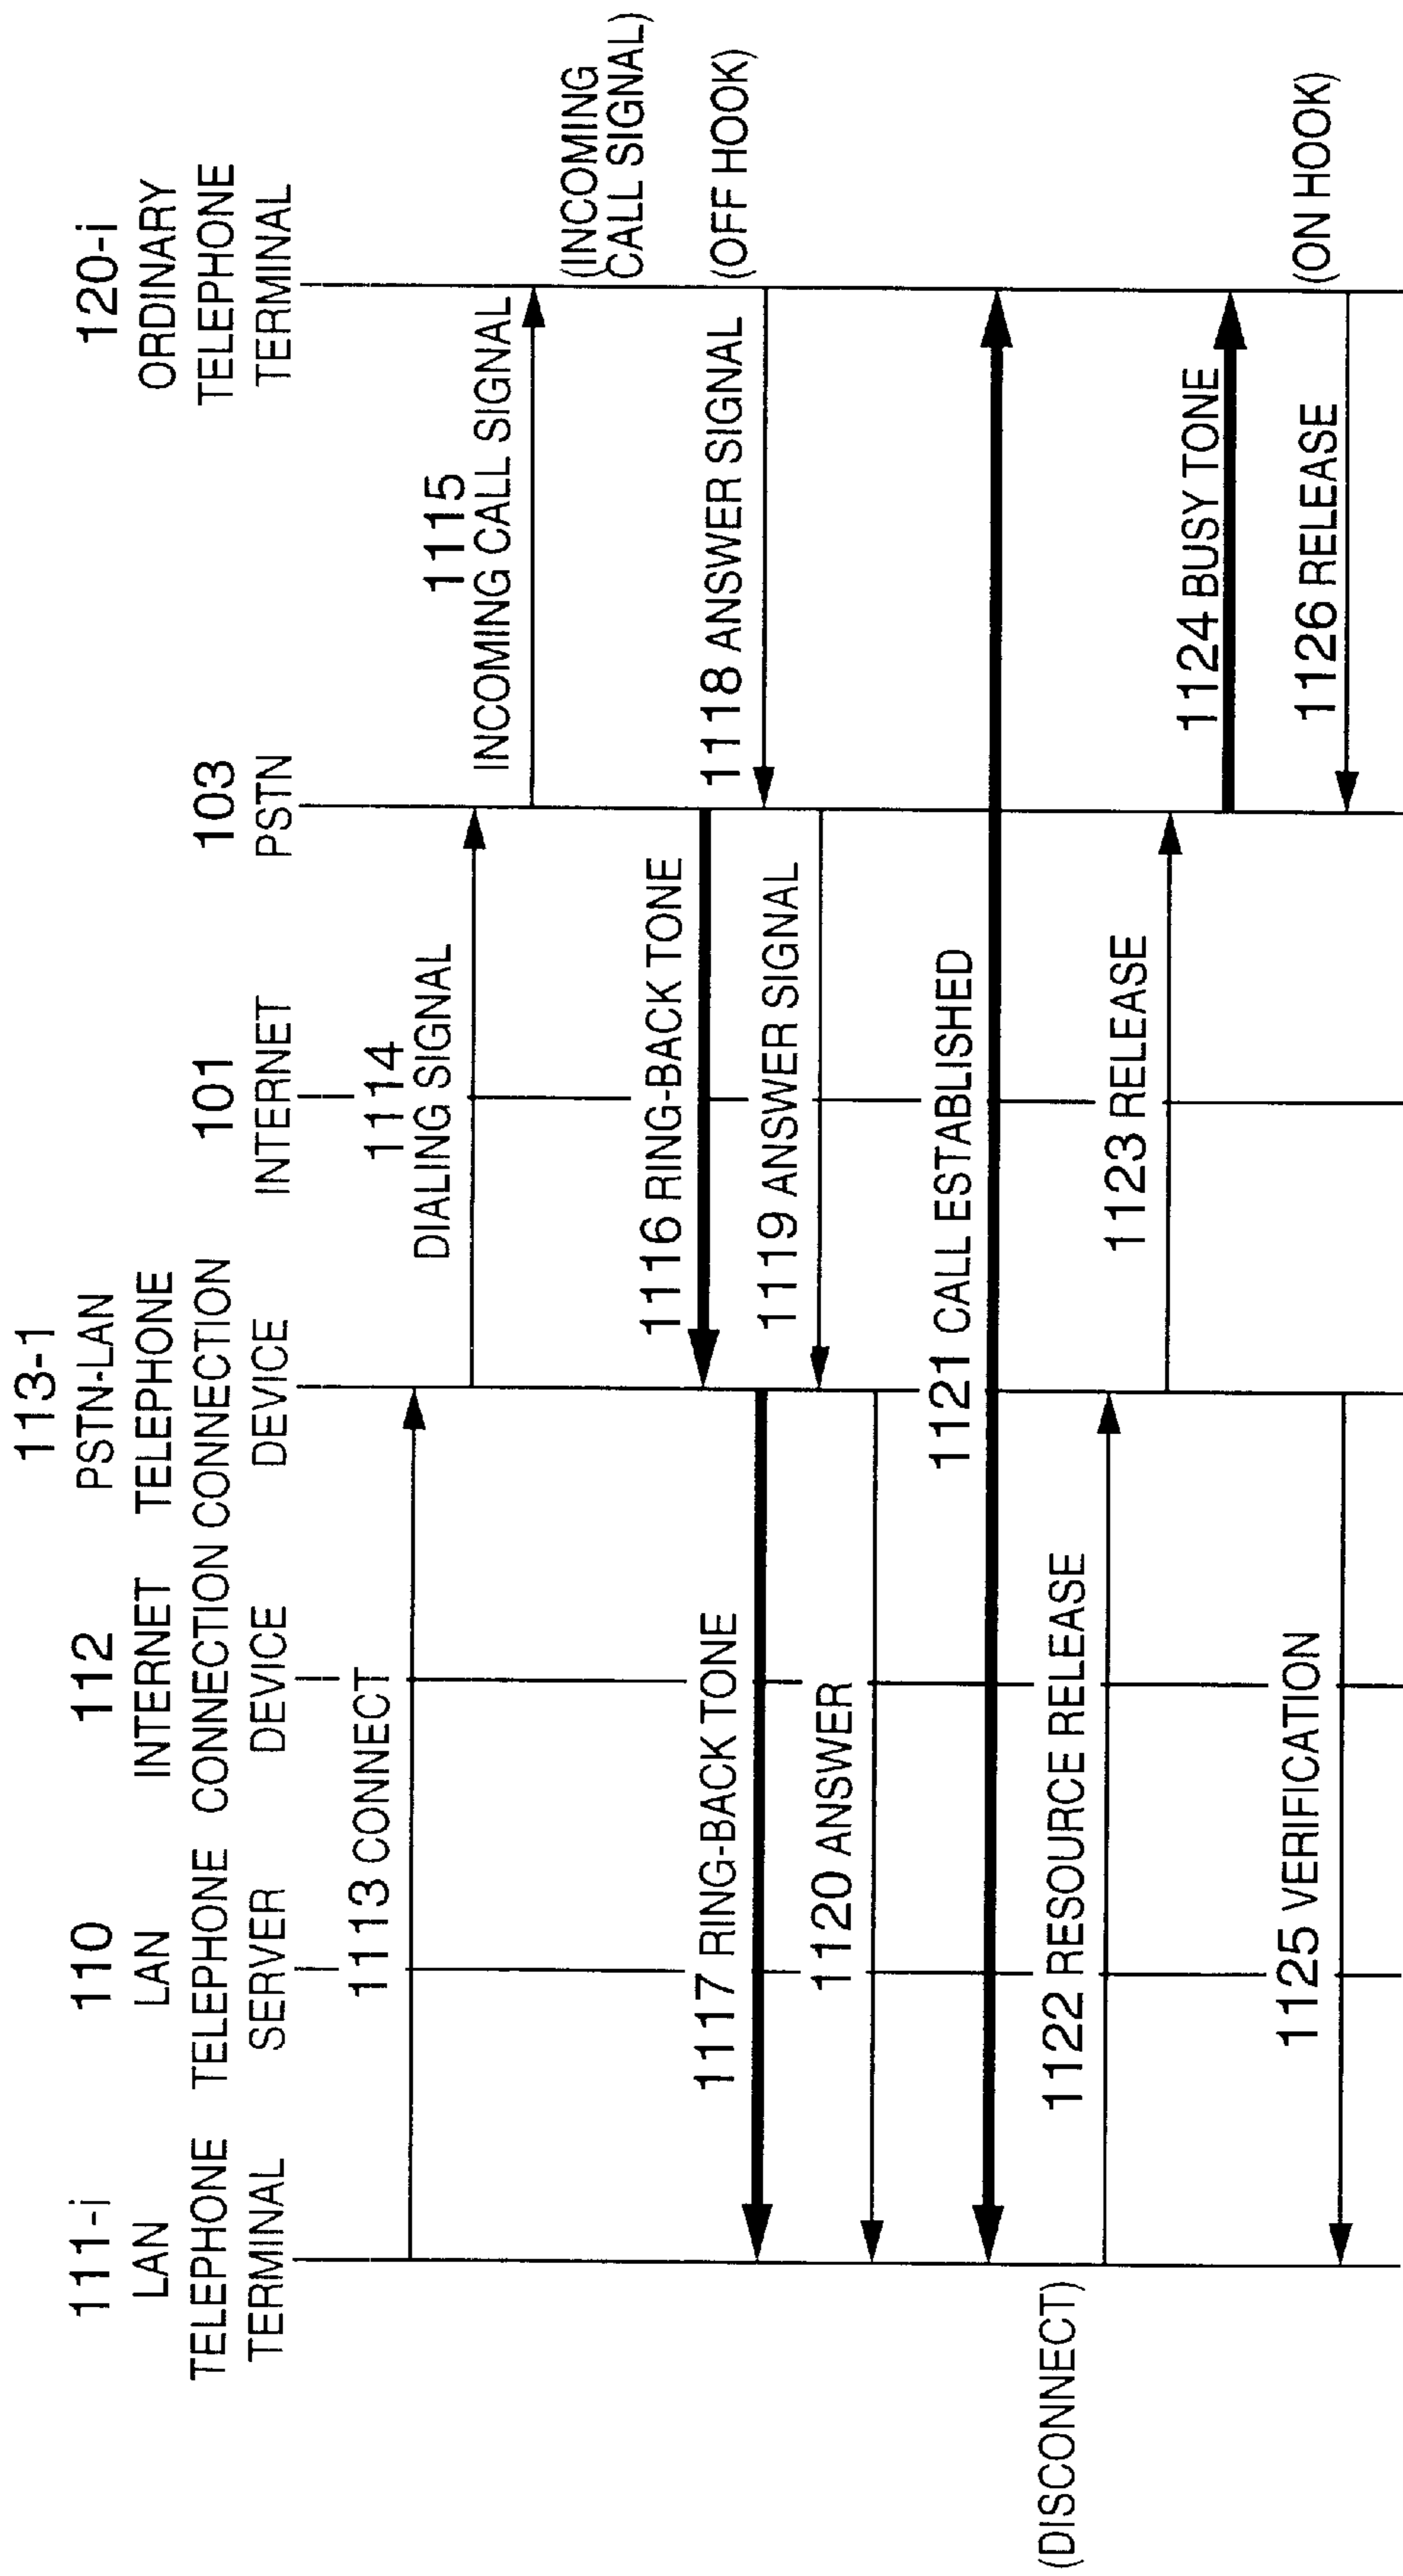 111-i
LAN
TELEPHONE
TERMINAL
110
LAN
TELEPHONE
SERVER
112
INTERNET
CONNECTION
DEVICE
113-1
PSTN-LAN
TELEPHONE
CONNECTION
DEVICE
101
INTERNET
103
PSTN
120-i
ORDINARY
TELEPHONE
TERMINAL
1113 CONNECT
1114
DIALING SIGNAL
1115
INCOMING CALL SIGNAL
(INCOMING
CALL SIGNAL)
1116 RING-BACK TONE
1117 RING-BACK TONE
(OFF HOOK)
1118 ANSWER SIGNAL
1119 ANSWER SIGNAL
1120 ANSWER
1121 CALL ESTABLISHED
(DISCONNECT)
1122 RESOURCE RELEASE
1123 RELEASE
1124 BUSY TONE
1125 VERIFICATION
(ON HOOK)
1126 RELEASE